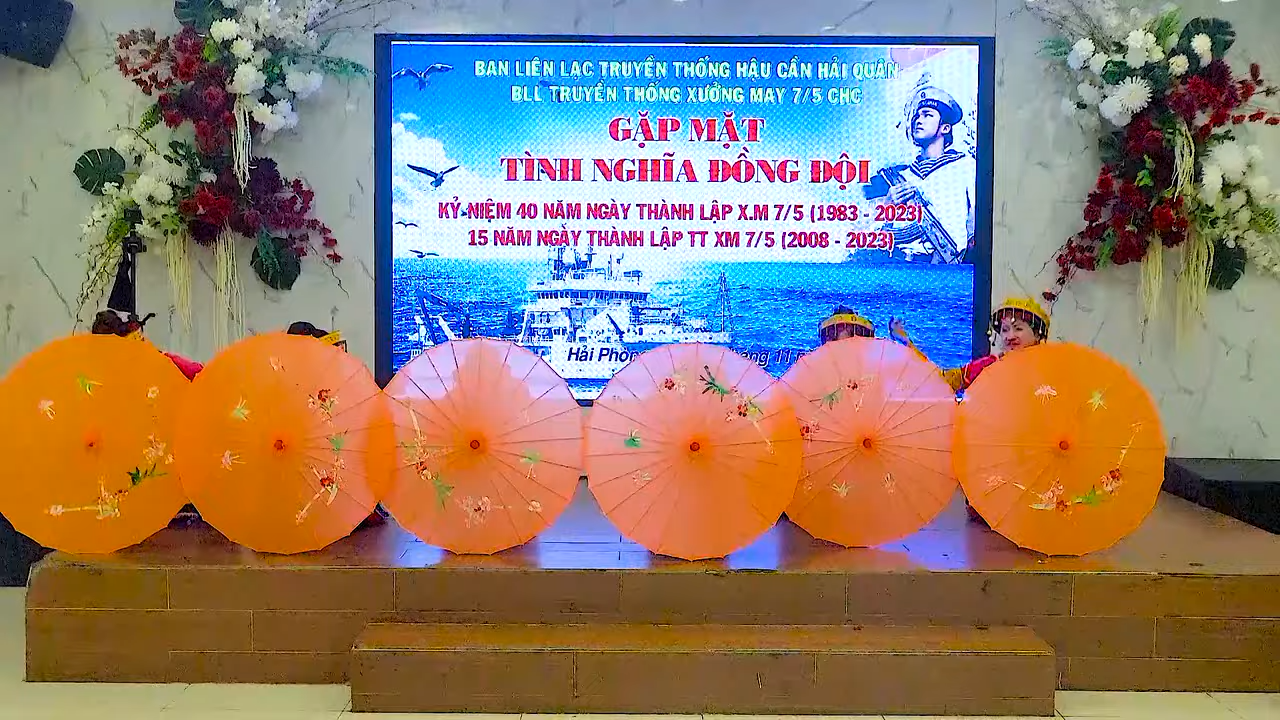 BAN LIÊN LẠC TRUYỀN THỐNG HẬU CẦN HẢI QUÂN
BLL TRUYỀN THỐNG XƯỞNG MAY 7/5 CHC
GẶP MẶT
TÌNH NGHĨA ĐỒNG ĐỘI
KỶ NIỆM 40 NĂM NGÀY THÀNH LẬP X.M 7/5 (1983 - 2023)
15 NĂM NGÀY THÀNH LẬP TT XM 7/5 (2008 - 2023)
Hải Phòng 11